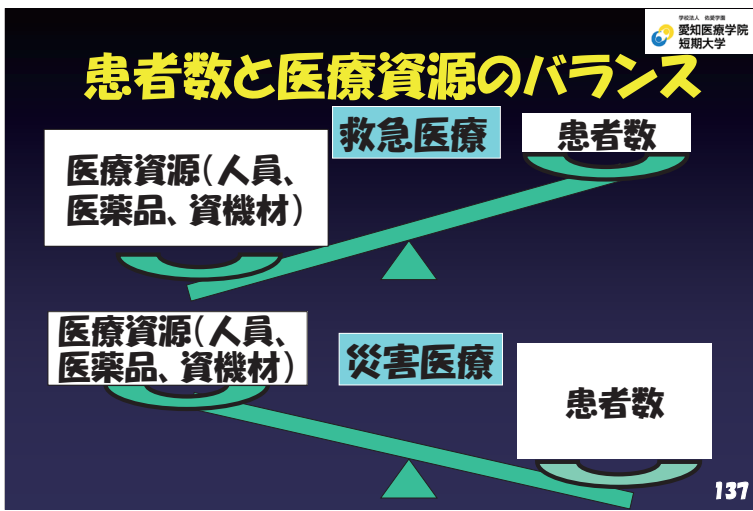 学校法人 佑愛学園
愛知医療学院
短期大学
患者数と医療資源のバランス
救急医療
患者数
医療資源（人員、
医薬品、資機材）
医療資源（人員、
医薬品、資機材）
災害医療
患者数
137